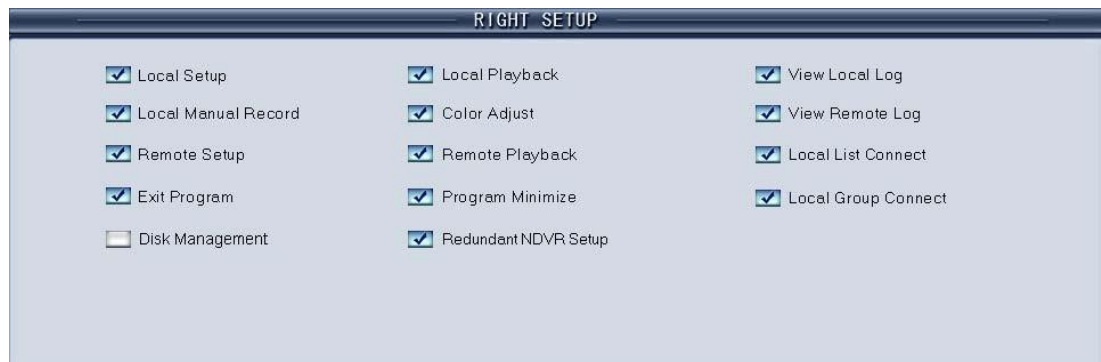 RIGHT SETUP
Local Setup Local Playback View Local Log
Local Manual Record Color Adjust View Remote Log
Remote Setup Remote Playback Local List Connect
Exit Program Program Minimize Local Group Connect
Disk Management Redundant NDVR Setup